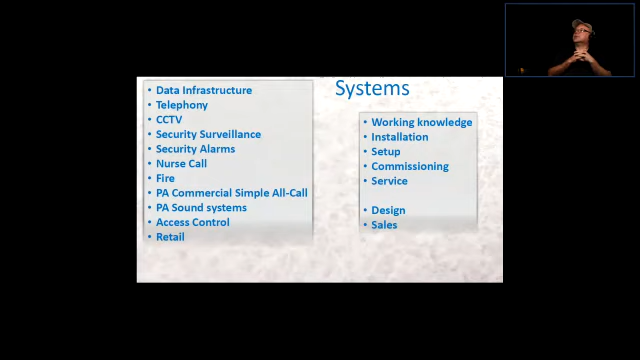 Systems
• Data Infrastructure
• Telephony
• CCTV
• Security Surveillance
• Security Alarms
• Nurse Call
• Fire
• PA Commercial Simple All-Call
• PA Sound systems
• Access Control
• Retail
• Working knowledge
• Installation
• Setup
• Commissioning
• Service
• Design
• Sales